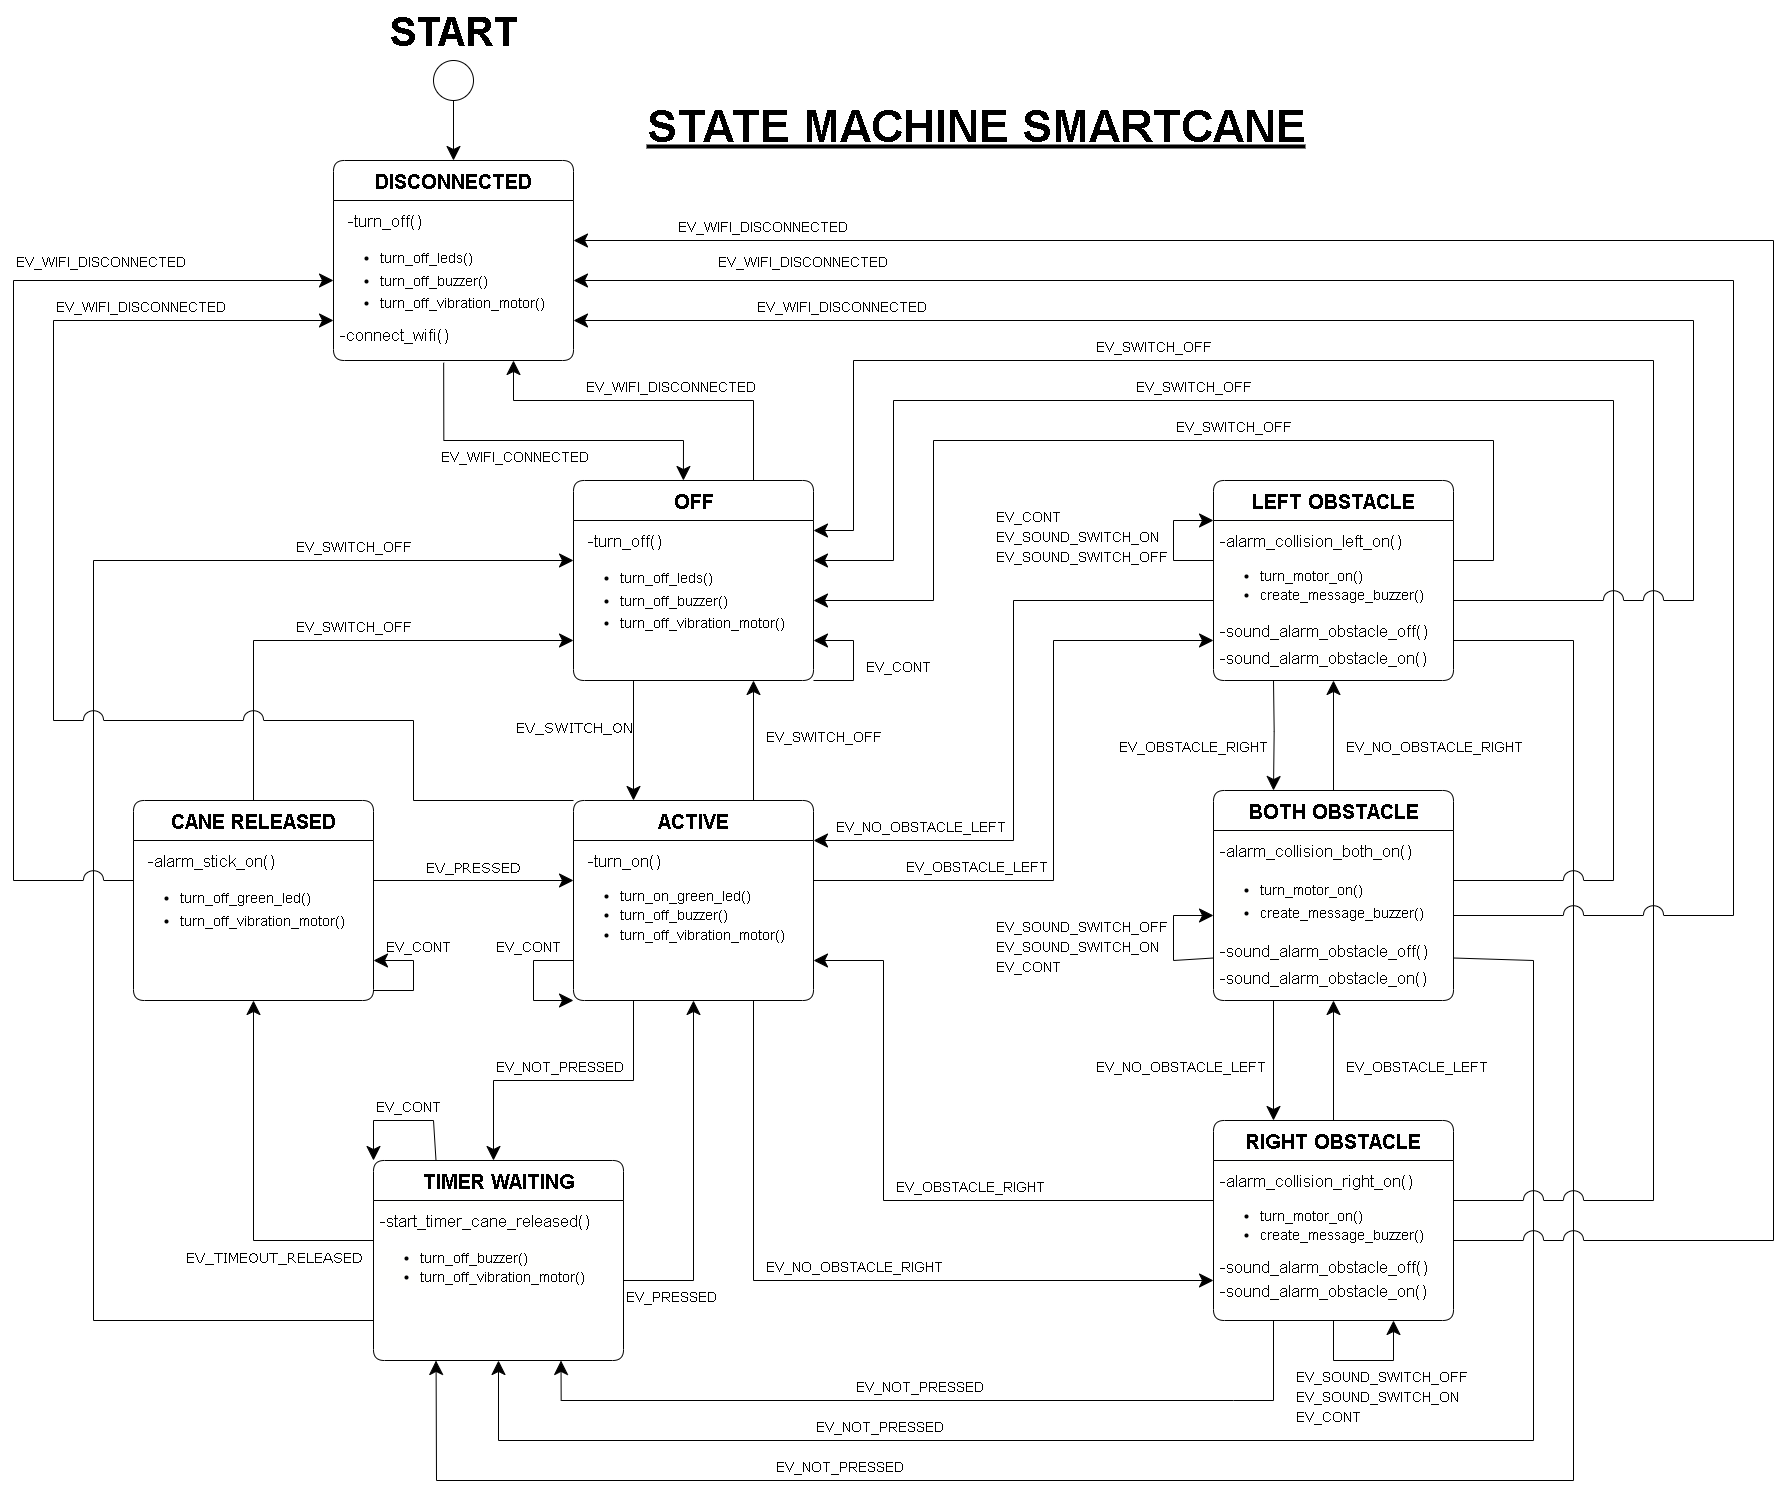 START
STATE MACHINE SMARTCANE
DISCONNECTED
-turn_off()
• turn_off_leds()
• turn_off_buzzer()
• turn_off_vibration_motor()
-connect_wifi()
EV_WIFI_DISCONNECTED
EV_WIFI_DISCONNECTED
EV_WIFI_DISCONNECTED
EV_WIFI_DISCONNECTED
EV_WIFI_DISCONNECTED
EV_SWITCH_OFF
EV_WIFI_DISCONNECTED
EV_SWITCH_OFF
EV_SWITCH_OFF
EV_WIFI_CONNECTED
OFF
-turn_off()
• turn_off_leds()
• turn_off_buzzer()
• turn_off_vibration_motor()
EV_SWITCH_OFF
EV_SWITCH_OFF
EV_CONT
LEFT OBSTACLE
-alarm_collision_left_on()
• turn_motor_on()
• create_message_buzzer()
-sound_alarm_obstacle_off()
-sound_alarm_obstacle_on()
EV_CONT
EV_SOUND_SWITCH_ON
EV_SOUND_SWITCH_OFF
EV_SWITCH_ON
EV_SWITCH_OFF
EV_OBSTACLE_RIGHT
EV_NO_OBSTACLE_RIGHT
CANE RELEASED
-alarm_stick_on()
• turn_off_green_led()
• turn_off_vibration_motor()
EV_CONT
EV_PRESSED
ACTIVE
-turn_on()
• turn_on_green_led()
• turn_off_buzzer()
• turn_off_vibration_motor()
EV_CONT
EV_NO_OBSTACLE_LEFT
EV_OBSTACLE_LEFT
BOTH OBSTACLE
-alarm_collision_both_on()
• turn_motor_on()
• create_message_buzzer()
-sound_alarm_obstacle_off()
-sound_alarm_obstacle_on()
EV_SOUND_SWITCH_OFF
EV_SOUND_SWITCH_ON
EV_CONT
EV_NOT_PRESSED
EV_NO_OBSTACLE_LEFT
EV_OBSTACLE_LEFT
EV_CONT
TIMER WAITING
-start_timer_cane_released()
• turn_off_buzzer()
• turn_off_vibration_motor()
EV_TIMEOUT_RELEASED
EV_PRESSED
EV_OBSTACLE_RIGHT
EV_NO_OBSTACLE_RIGHT
RIGHT OBSTACLE
-alarm_collision_right_on()
• turn_motor_on()
• create_message_buzzer()
-sound_alarm_obstacle_off()
-sound_alarm_obstacle_on()
EV_SOUND_SWITCH_OFF
EV_SOUND_SWITCH_ON
EV_CONT
EV_NOT_PRESSED
EV_NOT_PRESSED
EV_NOT_PRESSED